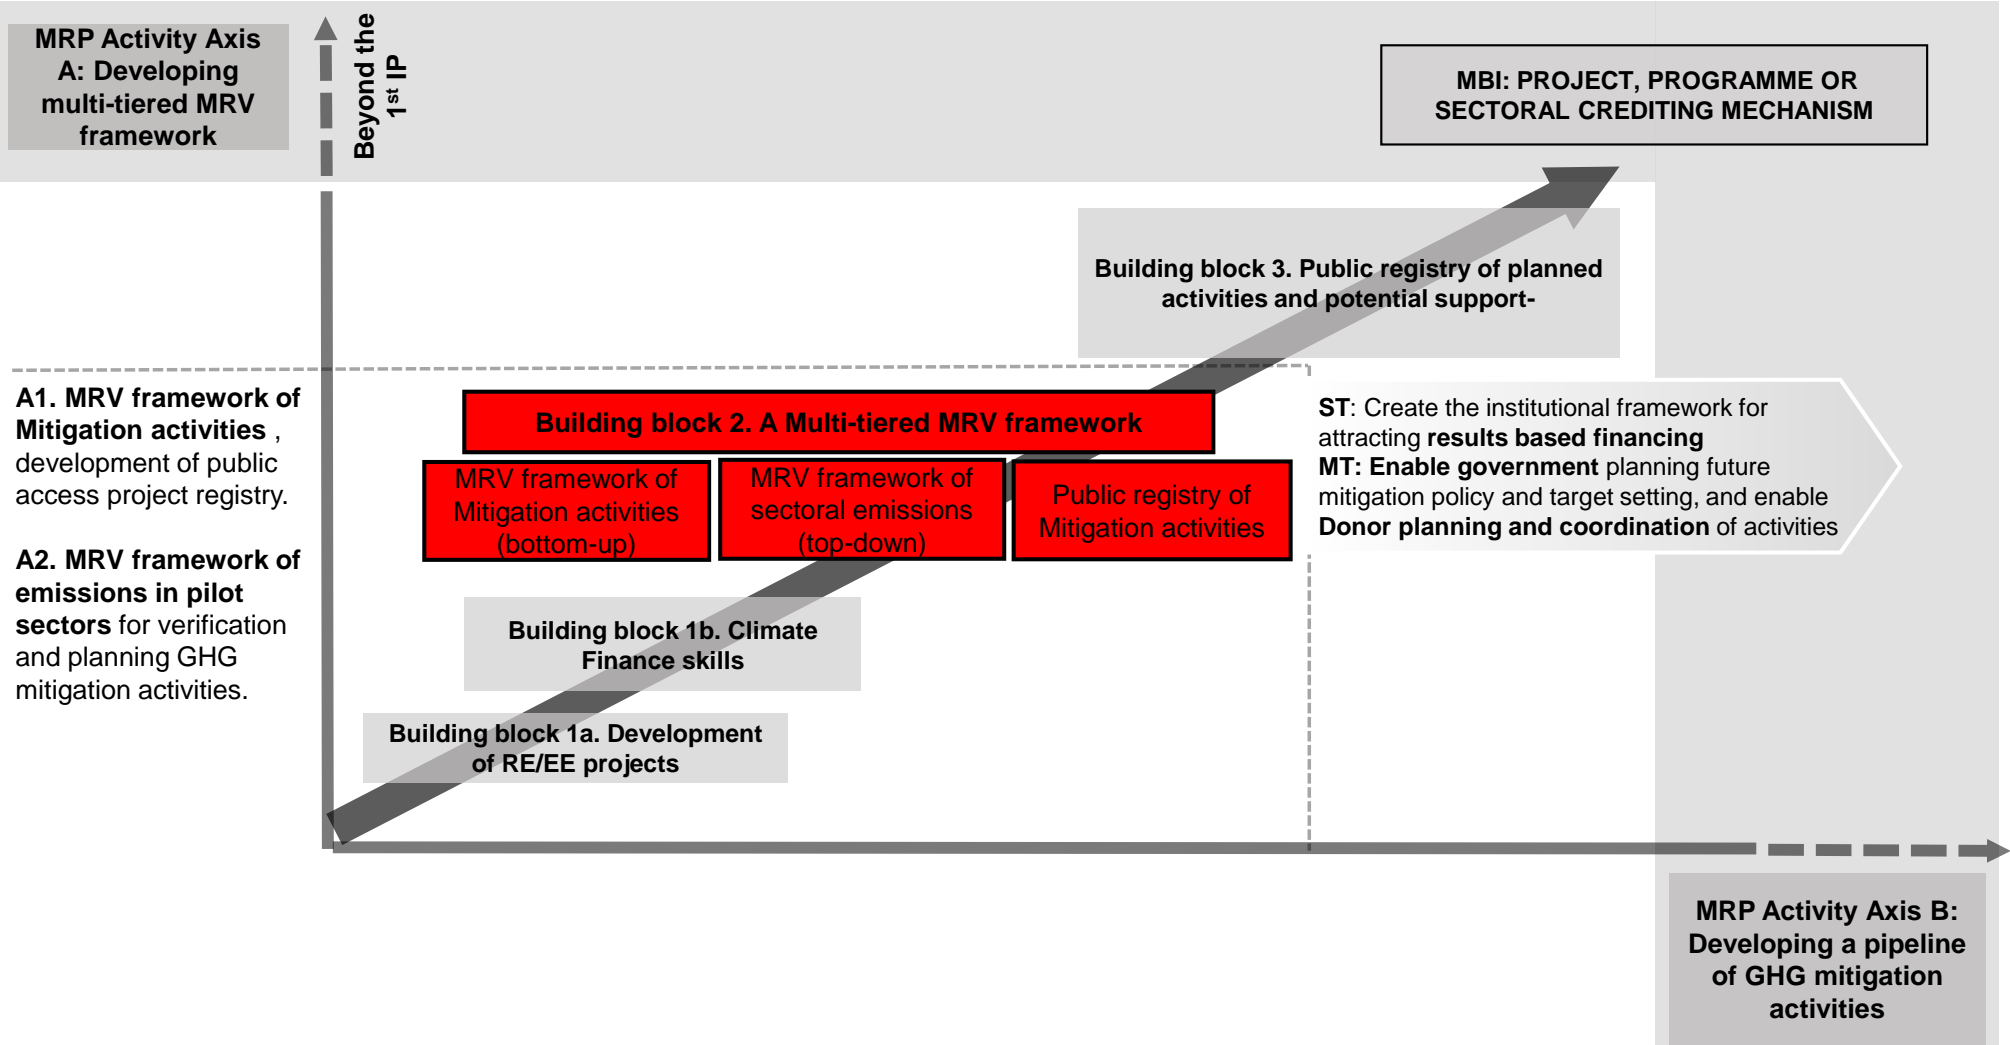 MRP Activity Axis
A: Developing
multi-tiered MRV
framework
Beyond the
1st IP
MBI: PROJECT, PROGRAMME OR
SECTORAL CREDITING MECHANISM
Building block 3. Public registry of planned
activities and potential support-
A1. MRV framework of
Mitigation activities ,
development of public
access project registry.
A2. MRV framework of
emissions in pilot
sectors for verification
and planning GHG
mitigation activities.
Building block 2. A Multi-tiered MRV framework
MRV framework of
Mitigation activities
(bottom-up)
MRV framework of
sectoral emissions
(top-down)
Public registry of
Mitigation activities
ST: Create the institutional framework for
attracting results based financing
MT: Enable government planning future
mitigation policy and target setting, and enable
Donor planning and coordination of activities
Building block 1b. Climate
Finance skills
Building block 1a. Development
of RE/EE projects
MRP Activity Axis B:
Developing a pipeline
of GHG mitigation
activities